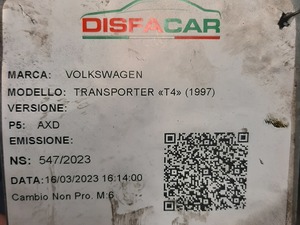 DISFACAR
MARCA: VOLKSWAGEN
MODELLO: TRANSPORTER «T4» (1997)
VERSIONE:
P5: AXD
EMISSIONE:
NS: 547/2023
DATA: 16/03/2023 16:14:00
Cambio Non Pro. M:6